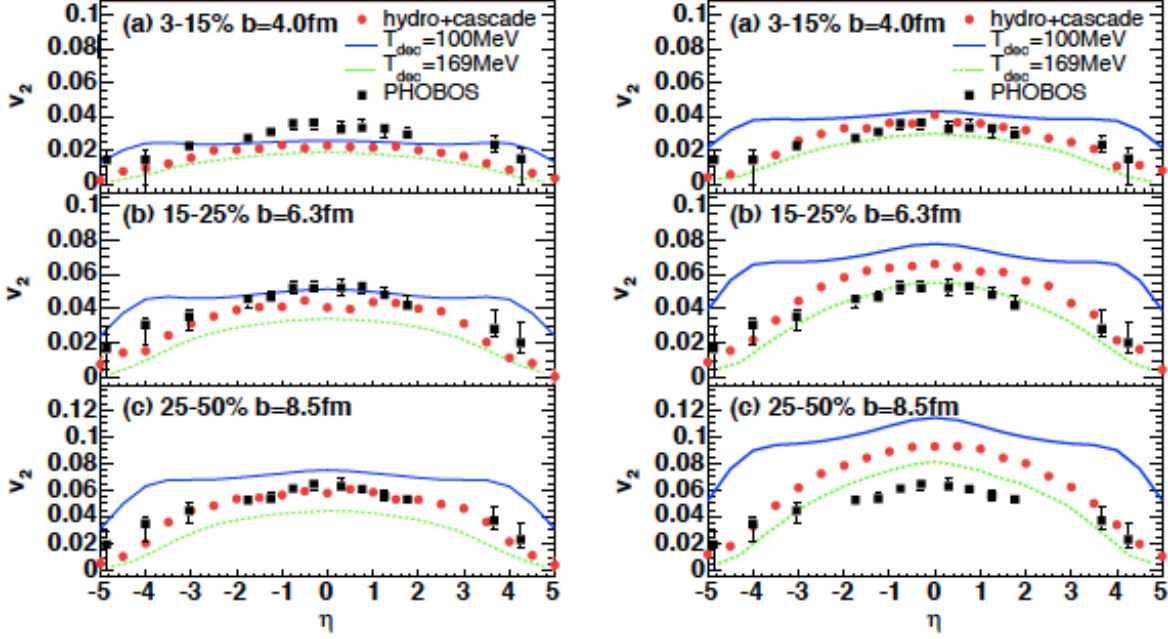 0.1
(a) 3-15% b=4.0fm
hydro+cascade
T_dec=100MeV
T_dec=169MeV
PHOBOS
0.08
0.06
0.04
0.02
0
v_2
0.1
(b) 15-25% b=6.3fm
0.08
0.06
0.04
0.02
0
v_2
0.12
(c) 25-50% b=8.5fm
0.1
0.08
0.06
0.04
0.02
0
v_2
-5 -4 -3 -2 -1 0 1 2 3 4 5
η
0.1
(a) 3-15% b=4.0fm
hydro+cascade
T_dec=100MeV
T_dec=169MeV
PHOBOS
0.08
0.06
0.04
0.02
0
v_2
0.1
(b) 15-25% b=6.3fm
0.08
0.06
0.04
0.02
0
v_2
0.12
(c) 25-50% b=8.5fm
0.1
0.08
0.06
0.04
0.02
0
v_2
-5 -4 -3 -2 -1 0 1 2 3 4 5
η